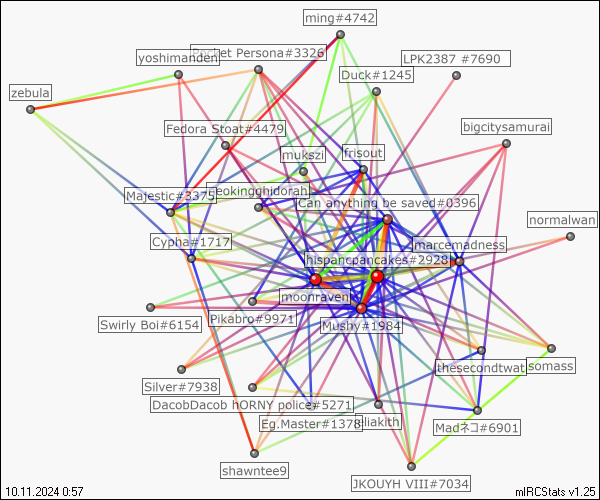 ming#4742
Pocket Persona#3326
yoshimanden
LPK2387 #7690
Duck#1245
zebula
Fedora Stoat#4479
bigcitysamurai
mukszi
frisout
Majestic#3375
eokingghidorah
Can anything be saved#0396
normalwan
Cypha#1717
marcemadness
hispancpancakes#2928
moonraven
Swirly Boi#6154
Pikabro#9971
Mushy#1984
thesecondtwat
somass
Silver#7938
DacobDacob hORNY police#5271
Eg.Master#1378
iliakith
Madネコ#6901
shawntee9
JKOUYH VIII#7034
10.11.2024 0:57
mIRCStats v1.25